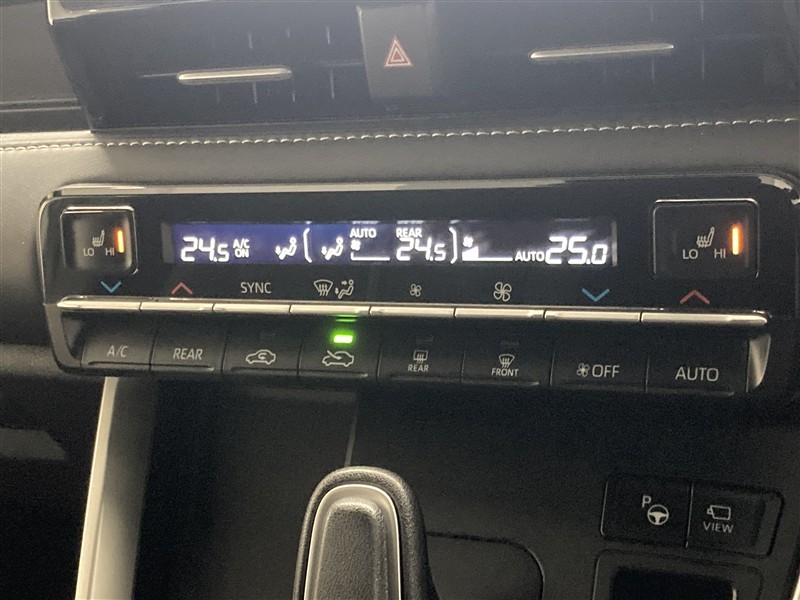 24.5 A/C ON AUTO REAR 24.5 AUTO 25.0
LO HI
LO HI
SYNC
A/C REAR REAR FRONT OFF AUTO
P VIEW